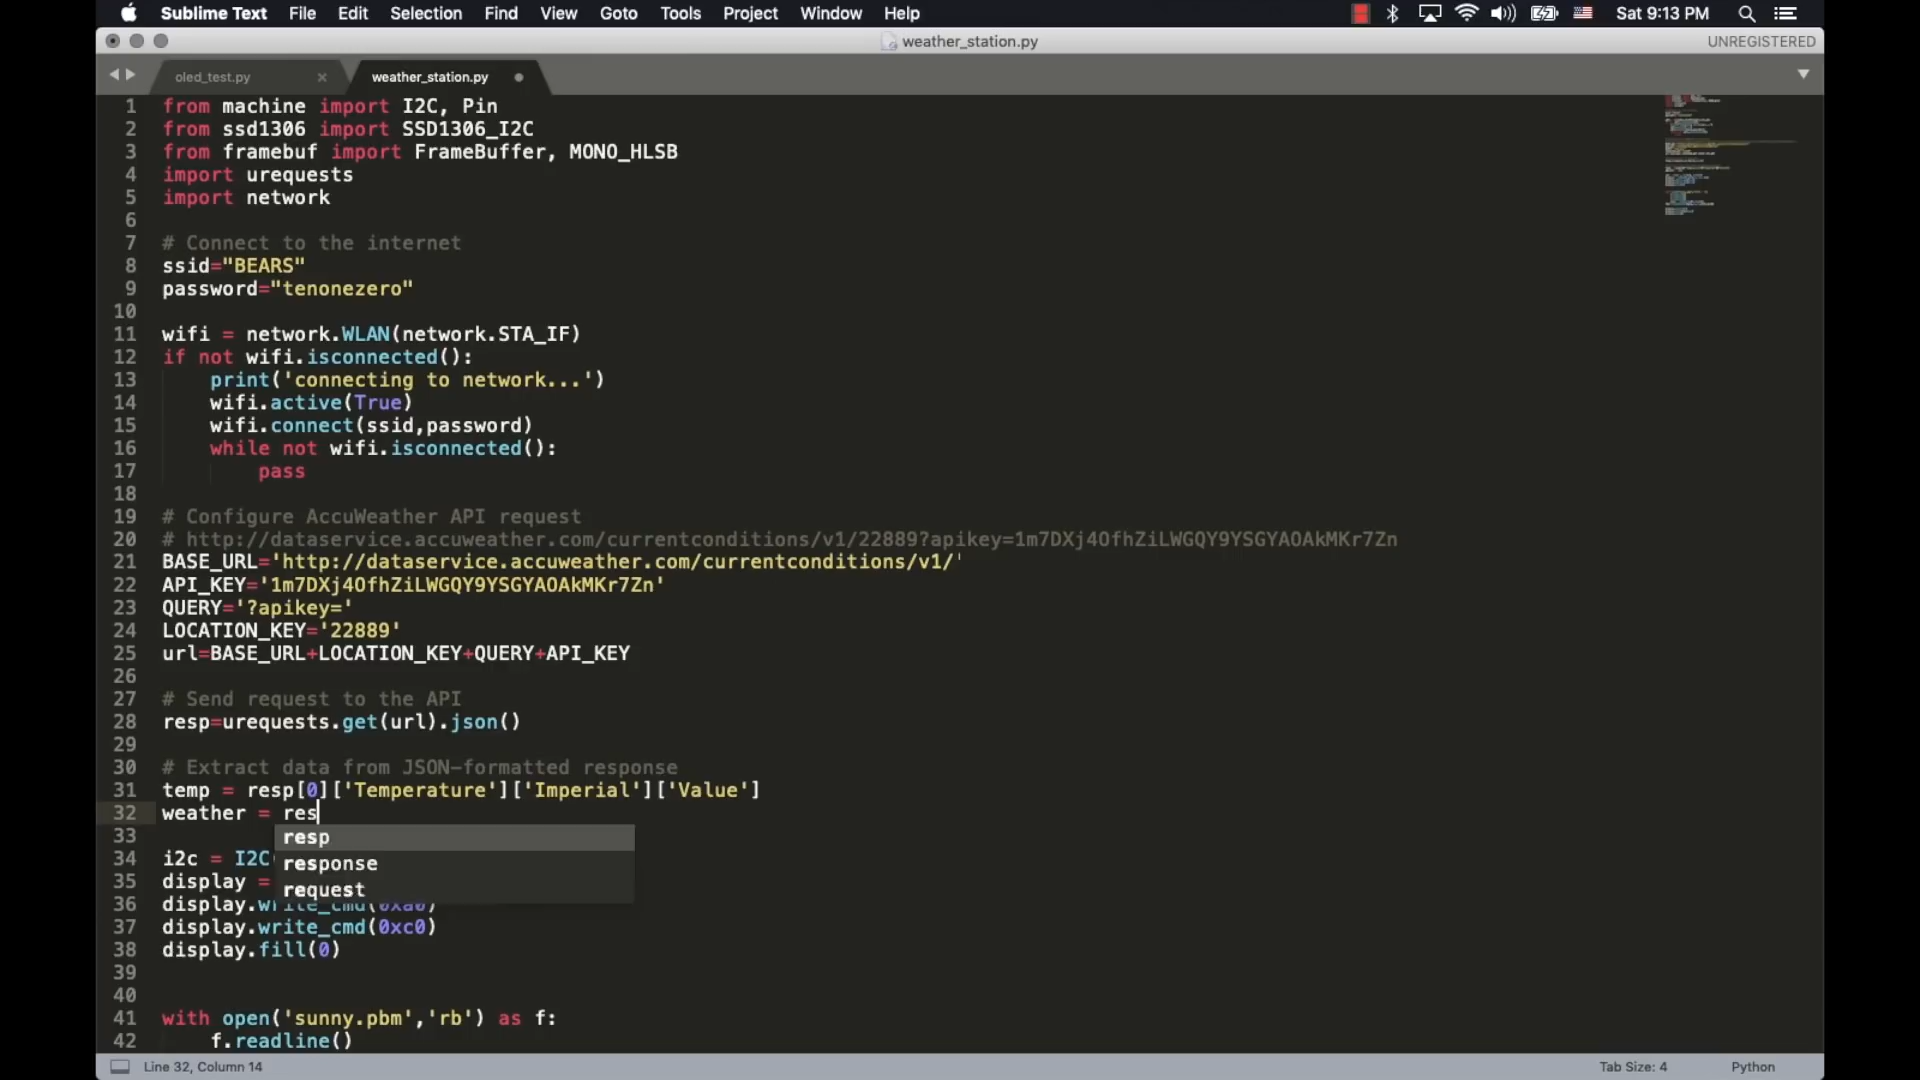 Sublime Text File Edit Selection Find View Goto Tools Project Window Help Sat 9:13 PM
weather_station.py UNREGISTERED
oled_test.py weather_station.py
1 from machine import I2C, Pin
2 from ssd1306 import SSD1306_I2C
3 from framebuf import FrameBuffer, MONO_HLSB
4 import urequests
5 import network
6
7 # Connect to the internet
8 ssid="BEARS"
9 password="tenonezero"
10
11 wifi = network.WLAN(network.STA_IF)
12 if not wifi.isconnected():
13 print('connecting to network...')
14 wifi.active(True)
15 wifi.connect(ssid,password)
16 while not wifi.isconnected():
17 pass
18
19 # Configure AccuWeather API request
20 # http://dataservice.accuweather.com/currentconditions/v1/22889?apikey=1m7DXj4OfhZiLWGQY9YSGYAOAkMKr7Zn
21 BASE_URL='http://dataservice.accuweather.com/currentconditions/v1/'
22 API_KEY='1m7DXj4OfhZiLWGQY9YSGYAOAkMKr7Zn'
23 QUERY='?apikey='
24 LOCATION_KEY='22889'
25 url=BASE_URL+LOCATION_KEY+QUERY+API_KEY
26
27 # Send request to the API
28 resp=urequests.get(url).json()
29
30 # Extract data from JSON-formatted response
31 temp = resp[0]['Temperature']['Imperial']['Value']
32 weather = res
33 resp
34 i2c = I2C( response
35 display = request
36 display.write_cmd(0xa0)
37 display.write_cmd(0xc0)
38 display.fill(0)
39
40
41 with open('sunny.pbm','rb') as f:
42 f.readline()
Line 32, Column 14 Tab Size: 4 Python